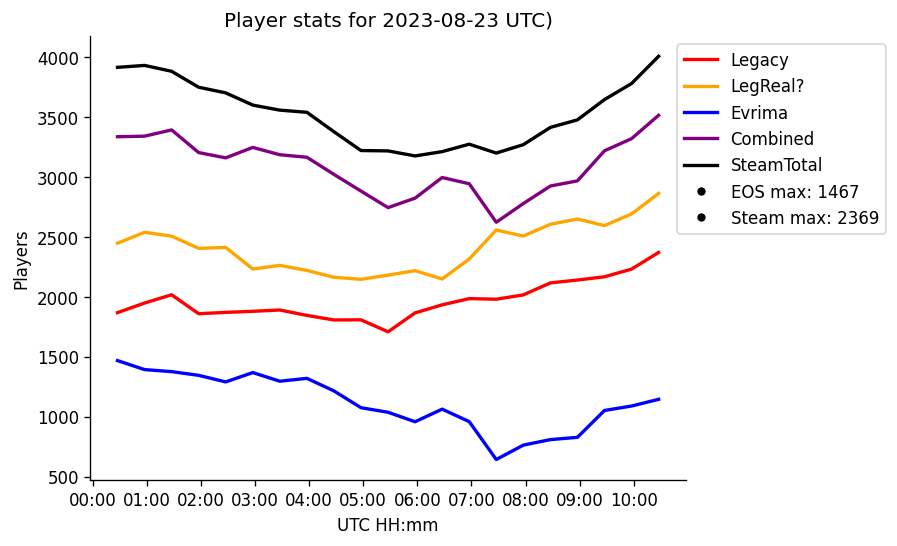 Player stats for 2023-08-23 UTC)
Legacy
LegReal?
Evrima
Combined
SteamTotal
EOS max: 1467
Steam max: 2369
Players
4000
3500
3000
2500
2000
1500
1000
500
00:00 01:00 02:00 03:00 04:00 05:00 06:00 07:00 08:00 09:00 10:00
UTC HH:mm